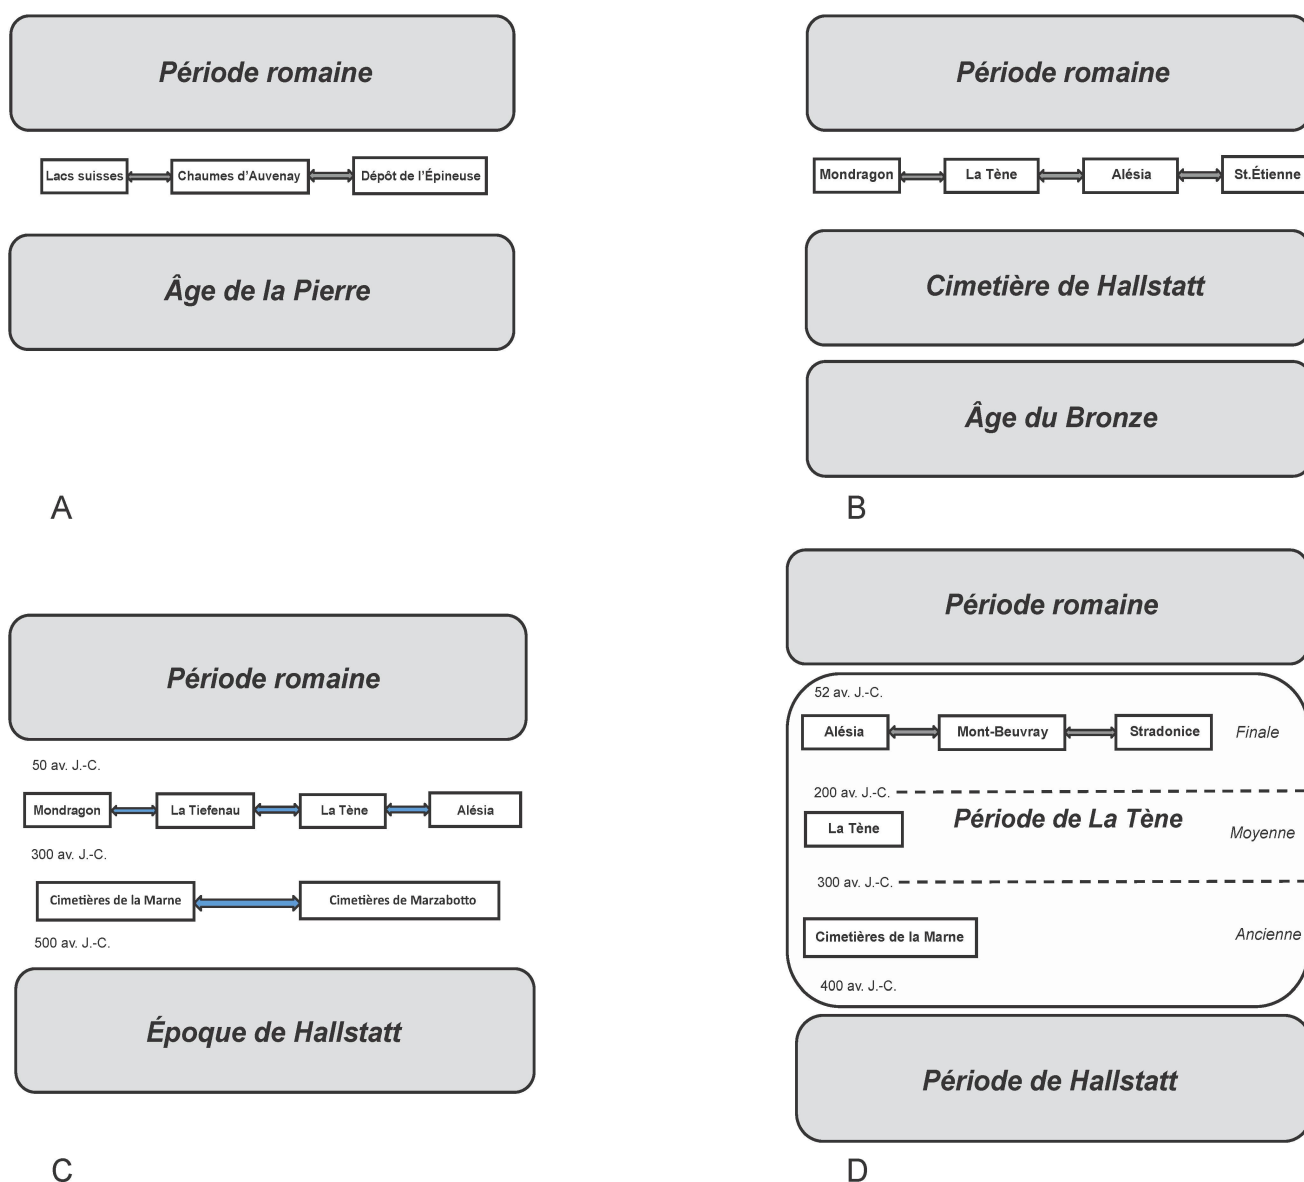 Période romaine
Lacs suisses
Chaumes d'Auvenay
Dépôt de l'Épineuse
Âge de la Pierre
A
Période romaine
Mondragon
La Tène
Alésia
St.Étienne
Cimetière de Hallstatt
Âge du Bronze
B
Période romaine
50 av. J.-C.
Mondragon
La Tiefenau
La Tène
Alésia
300 av. J.-C.
Cimetières de la Marne
Cimetières de Marzabotto
500 av. J.-C.
Époque de Hallstatt
C
Période romaine
52 av. J.-C.
Alésia
Mont-Beuvray
Stradonice
Finale
200 av. J.-C.
La Tène
Période de La Tène
Moyenne
300 av. J.-C.
Cimetières de la Marne
Ancienne
400 av. J.-C.
Période de Hallstatt
D